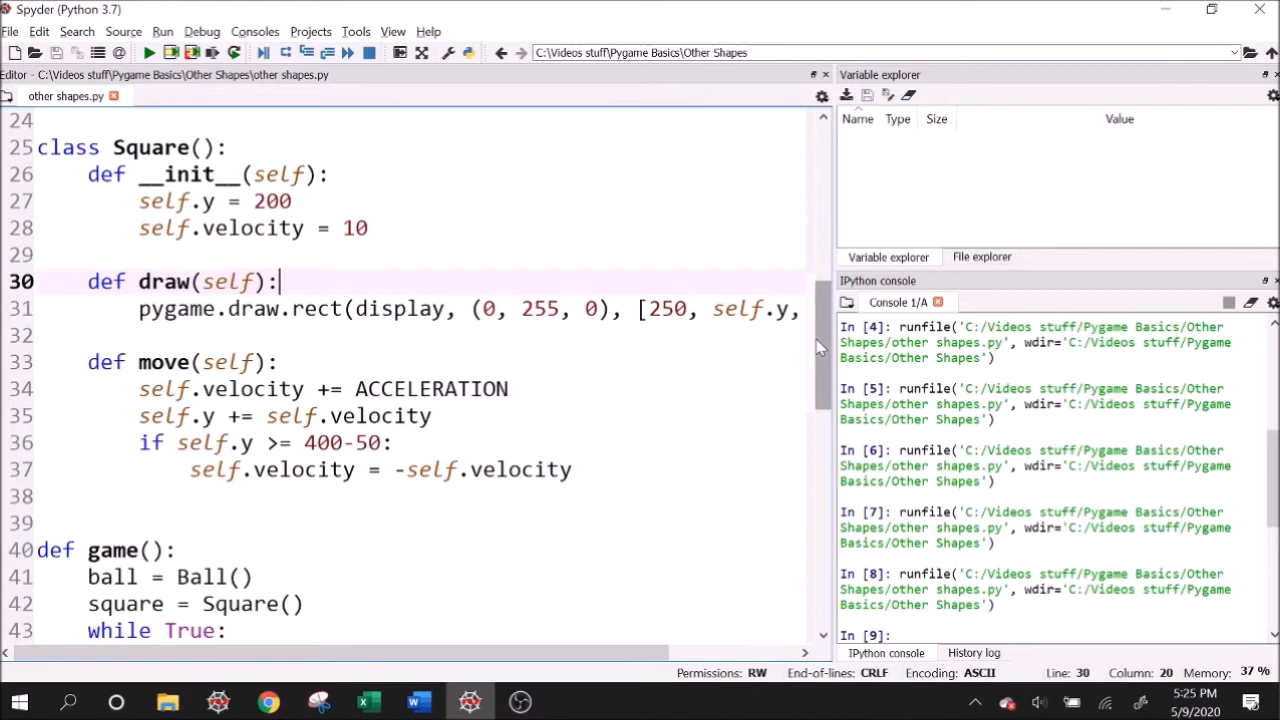 Spyder (Python 3.7)
File Edit Search Source Run Debug Consoles Projects Tools View Help
C:\Videos stuff\Pygame Basics\Other Shapes
Editor - C:\Videos stuff\Pygame Basics\Other Shapes\other shapes.py
other shapes.py
24
25 class Square():
26 def __init__(self):
27 self.y = 200
28 self.velocity = 10
29
30 def draw(self):
31 pygame.draw.rect(display, (0, 255, 0), [250, self.y,
32
33 def move(self):
34 self.velocity += ACCELERATION
35 self.y += self.velocity
36 if self.y >= 400-50:
37 self.velocity = -self.velocity
38
39
40 def game():
41 ball = Ball()
42 square = Square()
43 while True:
Variable explorer
Name Type Size Value
Variable explorer File explorer
IPython console
Console 1/A
In [4]: runfile('C:/Videos stuff/Pygame Basics/Other
Shapes/other shapes.py', wdir='C:/Videos stuff/Pygame
Basics/Other Shapes')
In [5]: runfile('C:/Videos stuff/Pygame Basics/Other
Shapes/other shapes.py', wdir='C:/Videos stuff/Pygame
Basics/Other Shapes')
In [6]: runfile('C:/Videos stuff/Pygame Basics/Other
Shapes/other shapes.py', wdir='C:/Videos stuff/Pygame
Basics/Other Shapes')
In [7]: runfile('C:/Videos stuff/Pygame Basics/Other
Shapes/other shapes.py', wdir='C:/Videos stuff/Pygame
Basics/Other Shapes')
In [8]: runfile('C:/Videos stuff/Pygame Basics/Other
Shapes/other shapes.py', wdir='C:/Videos stuff/Pygame
Basics/Other Shapes')
In [9]:
IPython console History log
Permissions: RW End-of-lines: CRLF Encoding: ASCII Line: 30 Column: 20 Memory: 37 %
5:25 PM
5/9/2020